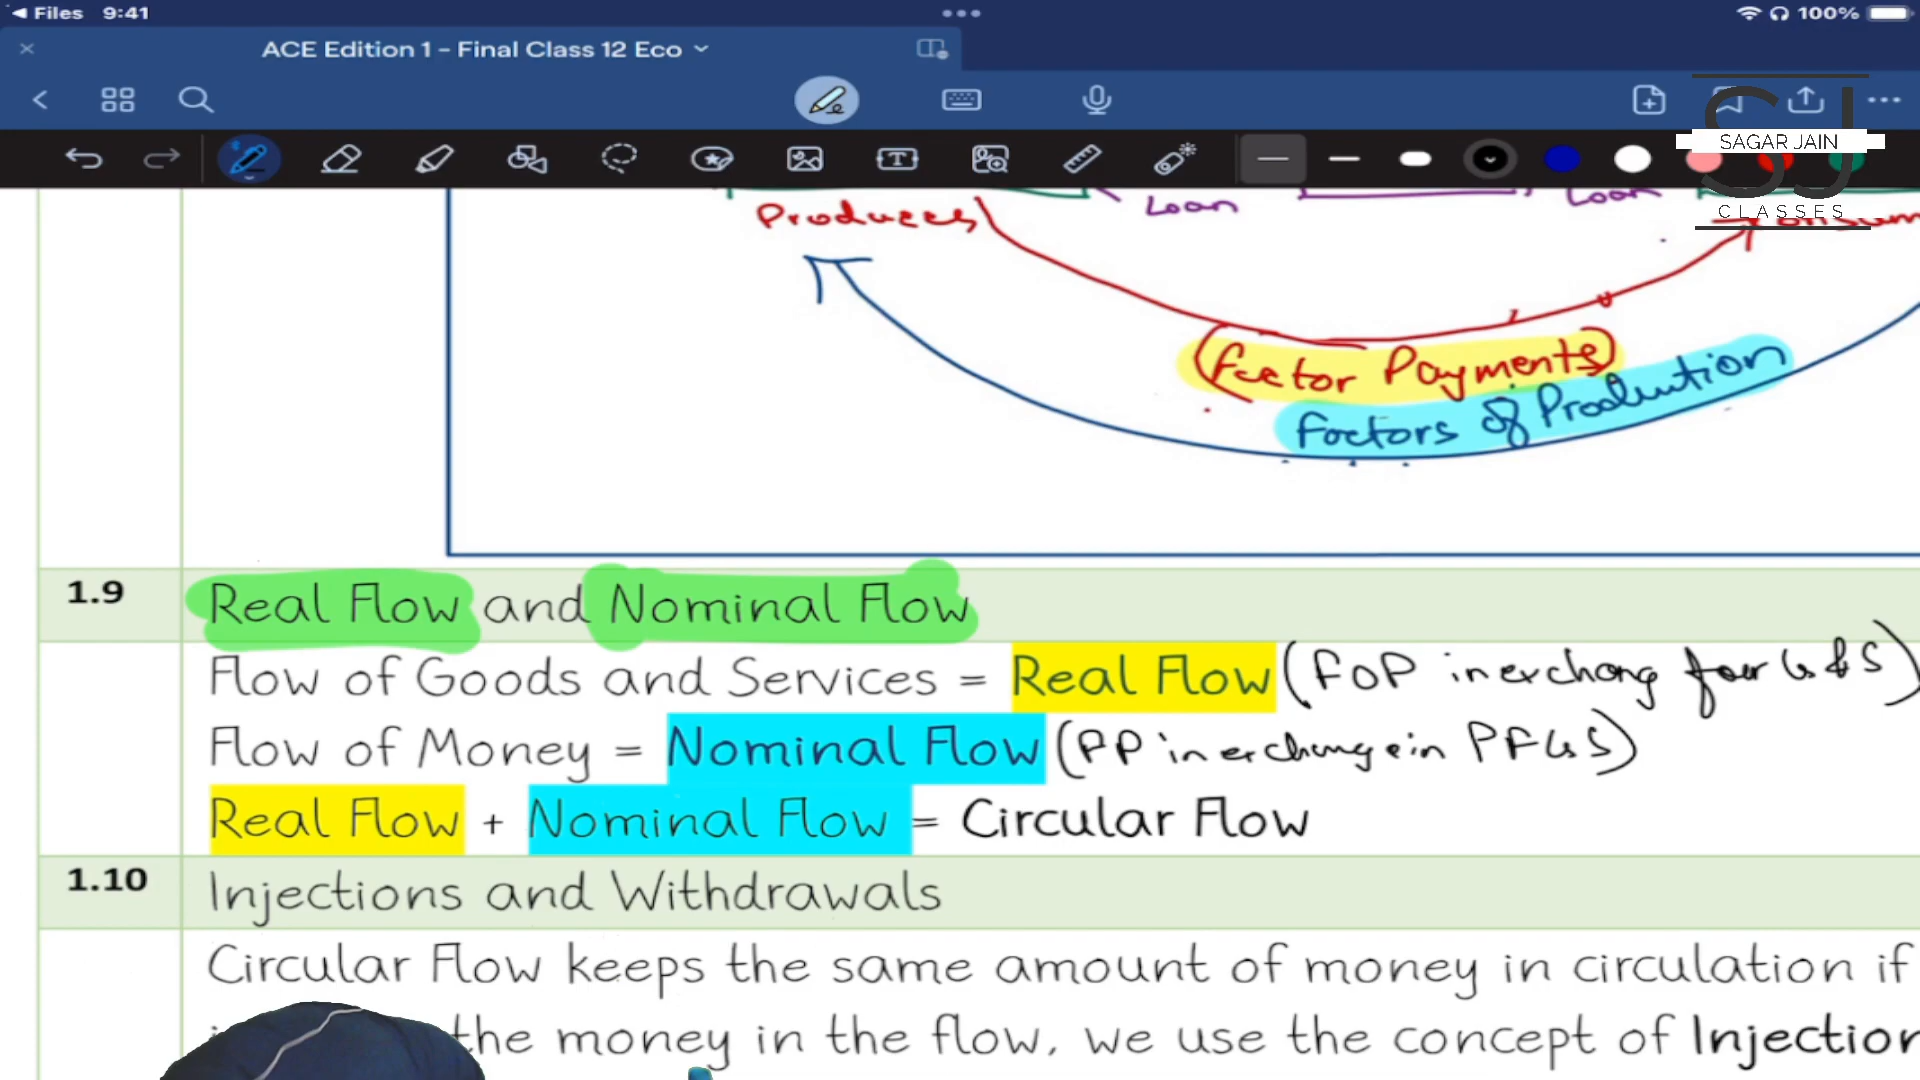 Files 9:41
100%
ACE Edition 1 - Final Class 12 Eco
SAGAR JAIN
CLASSES
Produces
Loan
Loan
(Factor Payments)
Factors of Production
1.9 Real Flow and Nominal Flow
Flow of Goods and Services = Real Flow (FOP in exchang for G & S)
Flow of Money = Nominal Flow (FP in exchange in PFGS)
Real Flow + Nominal Flow = Circular Flow
1.10 Injections and Withdrawals
Circular Flow keeps the same amount of money in circulation if
the money in the flow, we use the concept of Injection